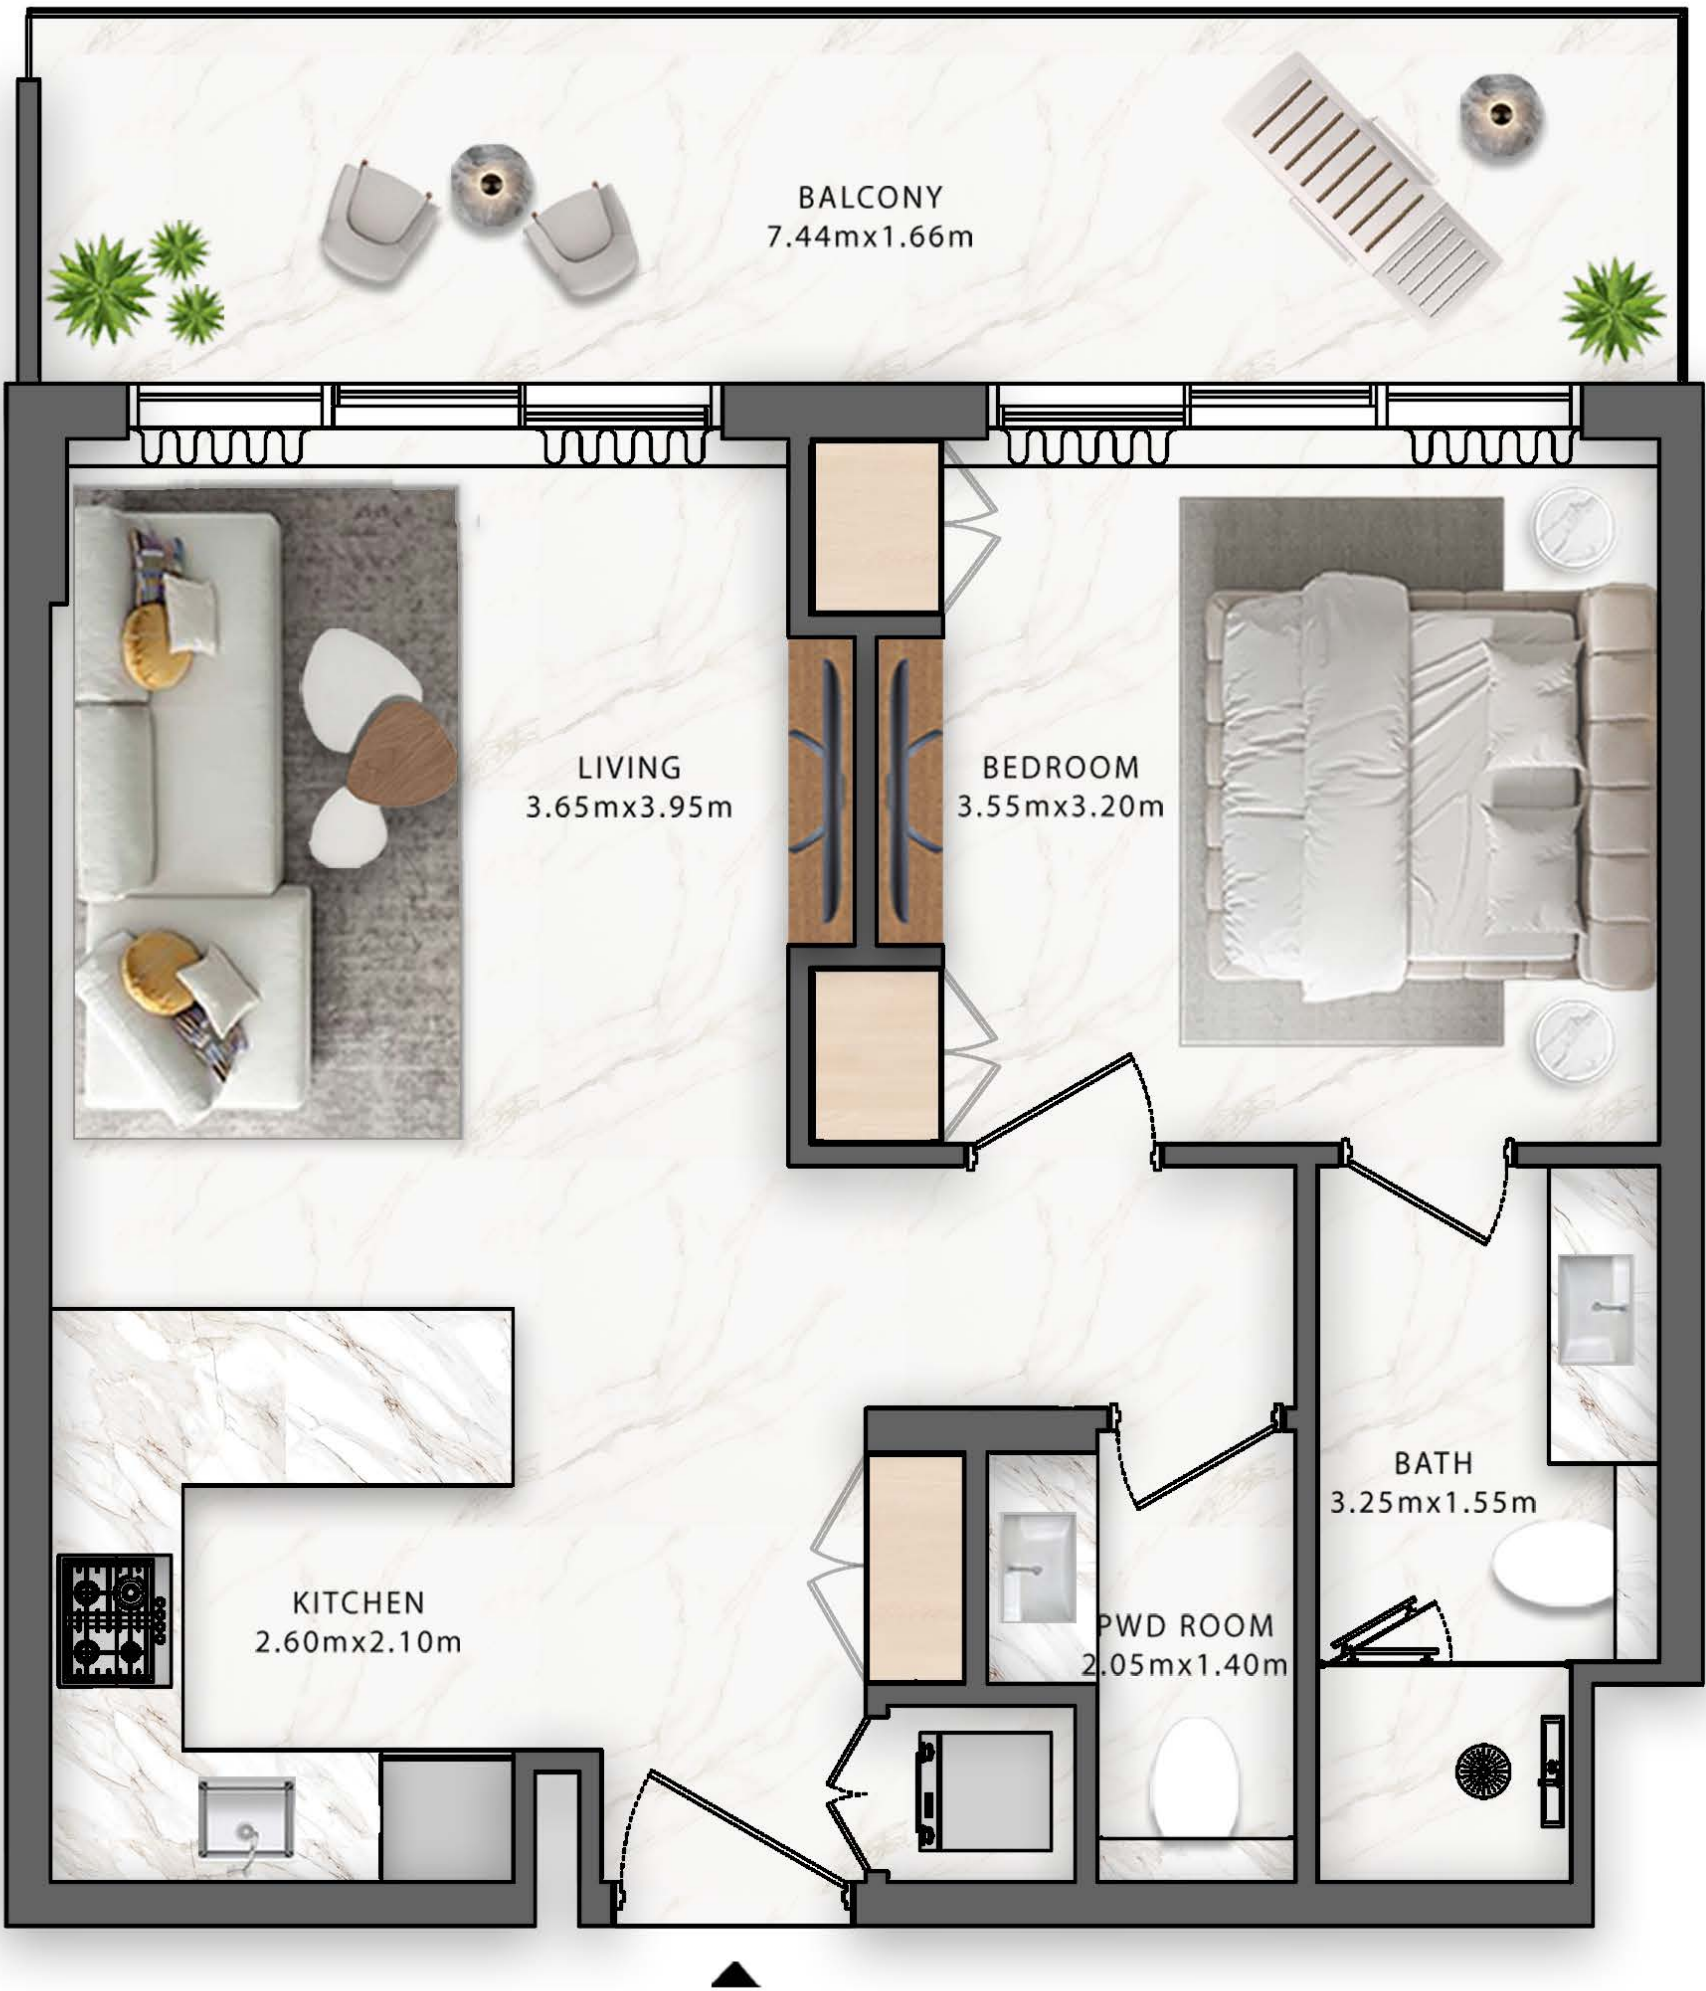 BALCONY
7.44mx1.66m
LIVING
3.65mx3.95m
BEDROOM
3.55mx3.20m
BATH
3.25mx1.55m
KITCHEN
2.60mx2.10m
PWD ROOM
2.05mx1.40m